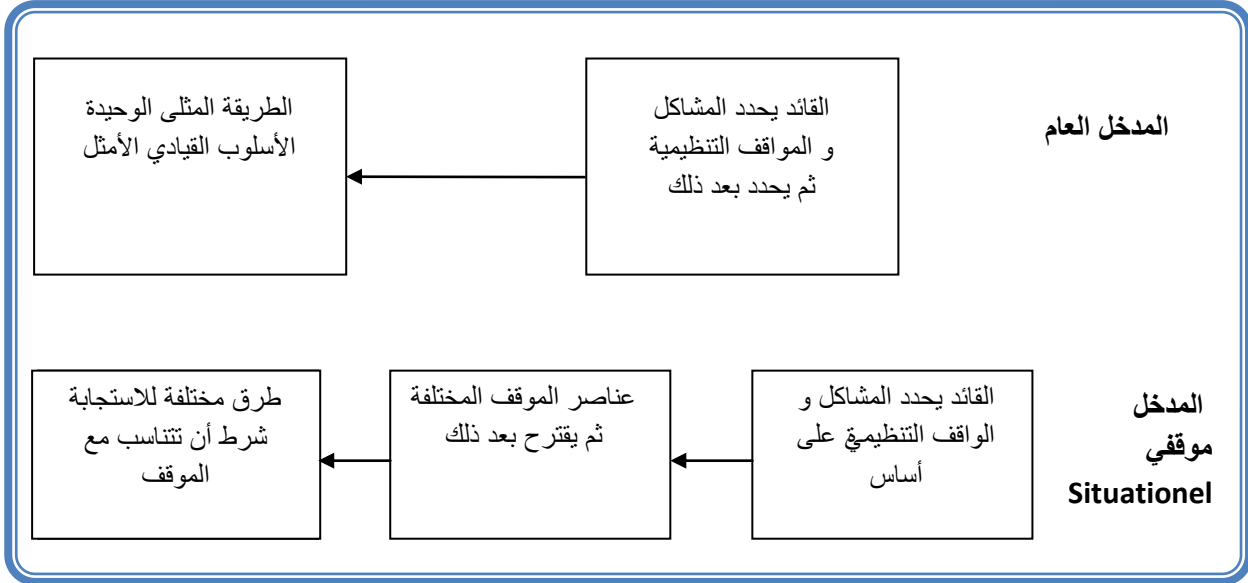 المدخل العام
القائد يحدد المشاكل
و المواقف التنظيمية
ثم يحدد بعد ذلك
الطريقة المثلى الوحيدة
الأسلوب القيادي الأمثل
المدخل
موقفي
Situationel
القائد يحدد المشاكل و
الواقف التنظيميةٍ على
أساس
عناصر الموقف المختلفة
ثم يقترح بعد ذلك
طرق مختلفة للاستجابة
شرط أن تتناسب مع
الموقف